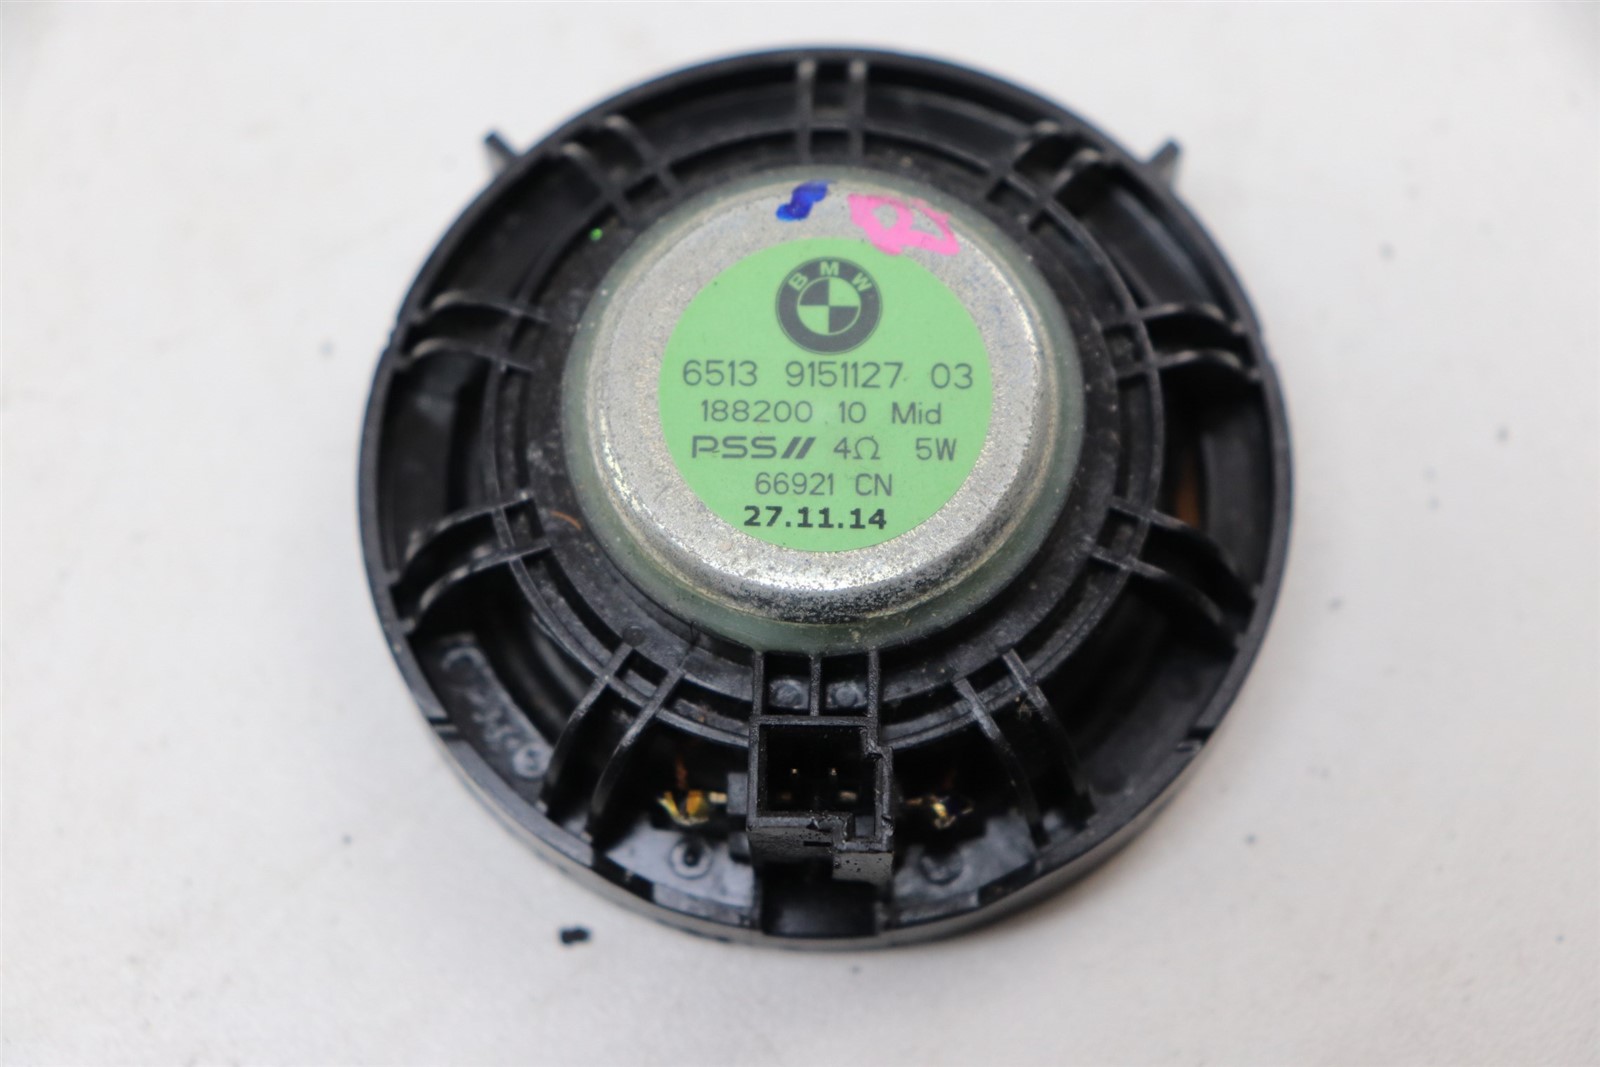 BMW
6513 9151127 03
188200 10 Mid
PSS// 4Ω 5W
66921 CN
27.11.14